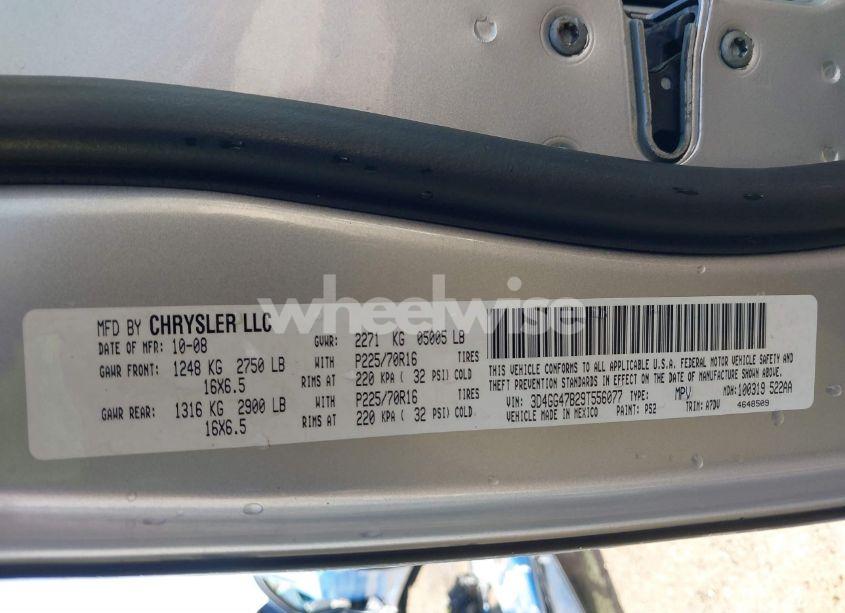 wheelwise
MFD BY CHRYSLER LLC
DATE OF MFR: 10-08 GVWR: 2271 KG 05005 LB
GAWR FRONT: 1248 KG 2750 LB WITH P225/70R16 TIRES
16X6.5 RIMS AT 220 KPA ( 32 PSI) COLD
GAWR REAR: 1316 KG 2900 LB WITH P225/70R16 TIRES
16X6.5 RIMS AT 220 KPA ( 32 PSI) COLD
THIS VEHICLE CONFORMS TO ALL APPLICABLE U.S.A. FEDERAL MOTOR VEHICLE SAFETY AND
THEFT PREVENTION STANDARDS IN EFFECT ON THE DATE OF MANUFACTURE SHOWN ABOVE.
VIN: 3D4GG47B29T556077 TYPE: MPV MDH:100319 522AA
VEHICLE MADE IN MEXICO PAINT: PS2 TRIM: A7DV 4648509